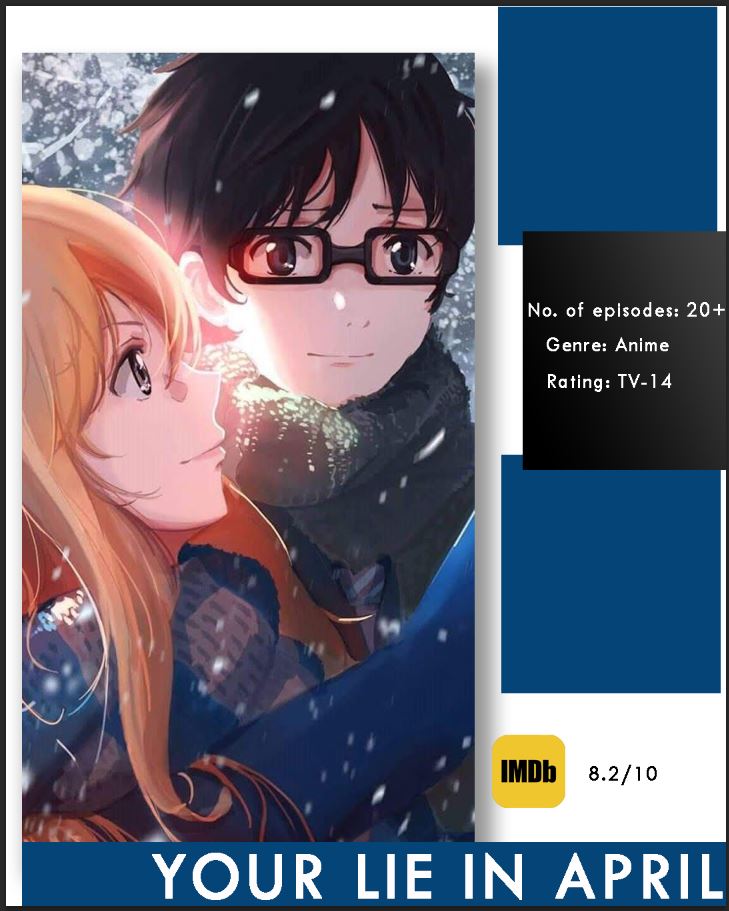 No. of episodes: 20+
Genre: Anime
Rating: TV-14
IMDb 8.2/10
YOUR LIE IN APRIL